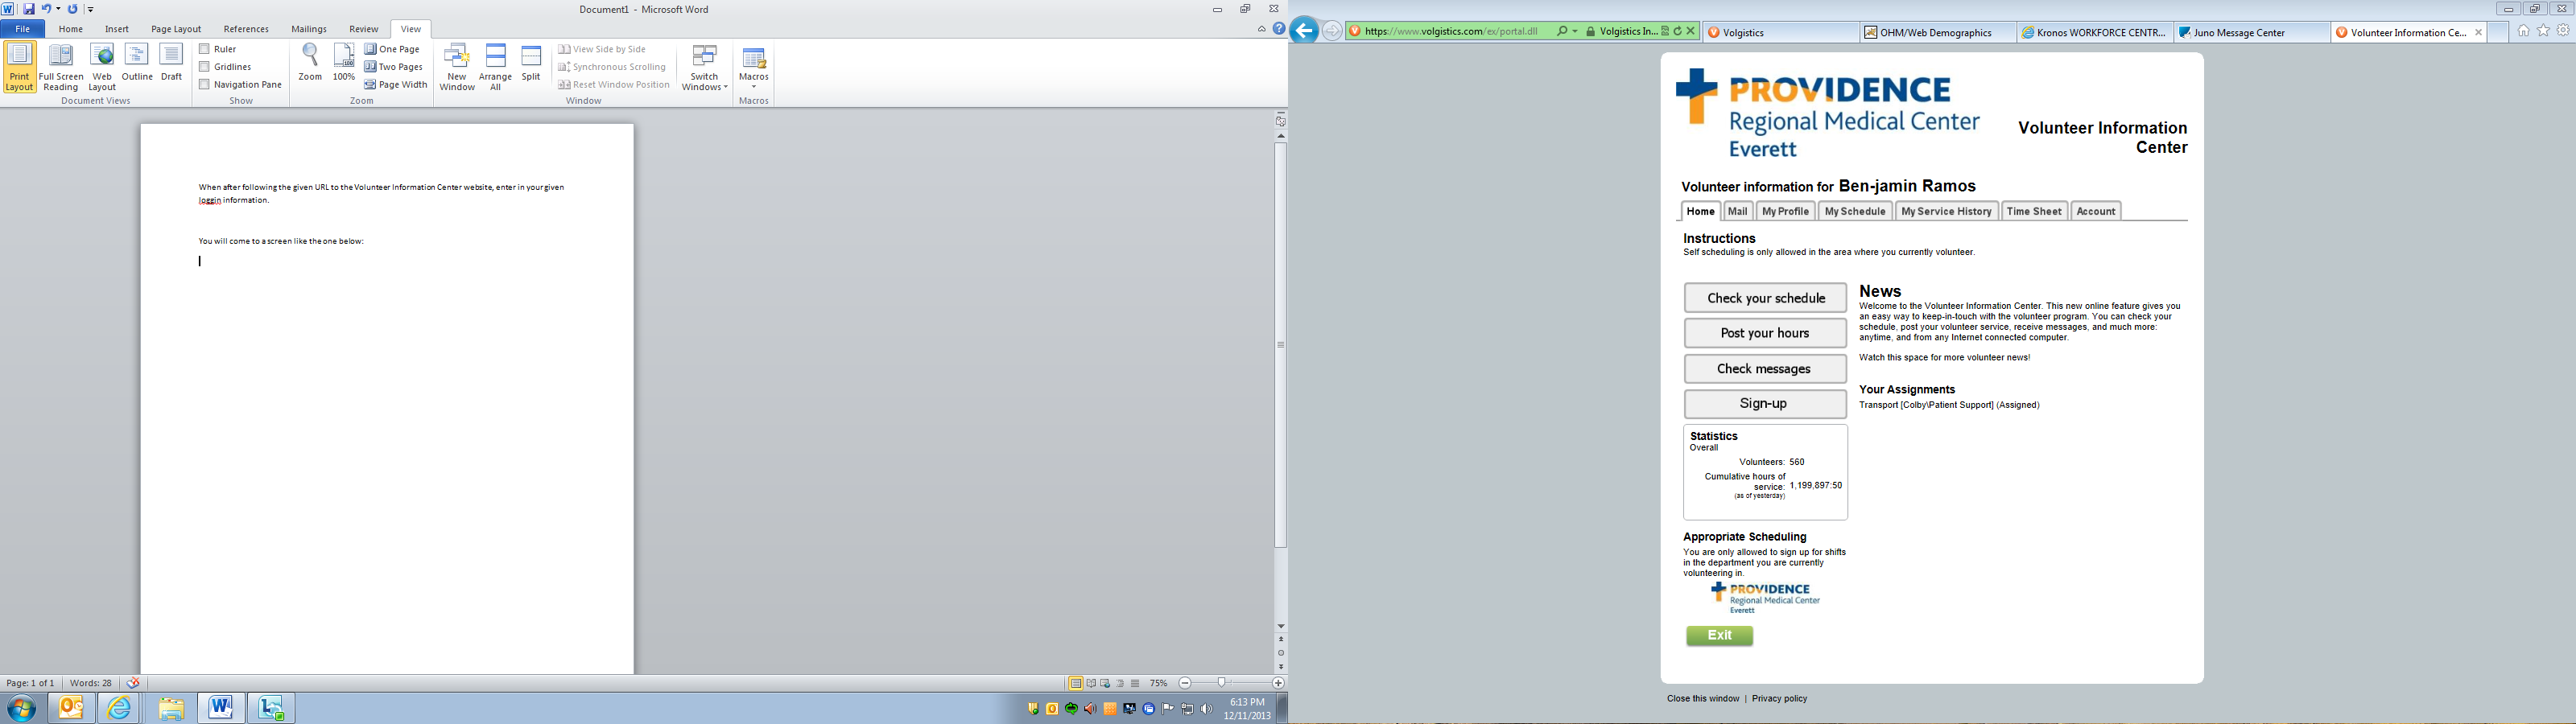 Document1 - Microsoft Word
File Home Insert Page Layout References Mailings Review View
Print Layout
Full Screen Reading
Web Layout
Outline
Draft
Document Views
Ruler
Gridlines
Navigation Pane
Show
Zoom
100%
One Page
Two Pages
Page Width
Zoom
New Window
Arrange All
Split
View Side by Side
Synchronous Scrolling
Reset Window Position
Window
Switch Windows
Macros
Macros
When after following the given URL to the Volunteer Information Center website, enter in your given
loggin information.
You will come to a screen like the one below:
Page: 1 of 1 Words: 28
75%
6:13 PM
12/11/2013
https://www.volgistics.com/ex/portal.dll
Volgistics In...
Volgistics
OHM/Web Demographics
Kronos WORKFORCE CENTR...
Juno Message Center
Volunteer Information Ce...
PROVIDENCE
Regional Medical Center
Everett
Volunteer Information
Center
Volunteer information for Ben-jamin Ramos
Home Mail My Profile My Schedule My Service History Time Sheet Account
Instructions
Self scheduling is only allowed in the area where you currently volunteer.
Check your schedule
Post your hours
Check messages
Sign-up
News
Welcome to the Volunteer Information Center. This new online feature gives you
an easy way to keep-in-touch with the volunteer program. You can check your
schedule, post your volunteer service, receive messages, and much more:
anytime, and from any Internet connected computer.
Watch this space for more volunteer news!
Your Assignments
Transport [Colby\Patient Support] (Assigned)
Statistics
Overall
Volunteers: 560
Cumulative hours of
service: 1,199,897:50
(as of yesterday)
Appropriate Scheduling
You are only allowed to sign up for shifts
in the department you are currently
volunteering in.
PROVIDENCE
Regional Medical Center
Everett
Exit
Close this window | Privacy policy